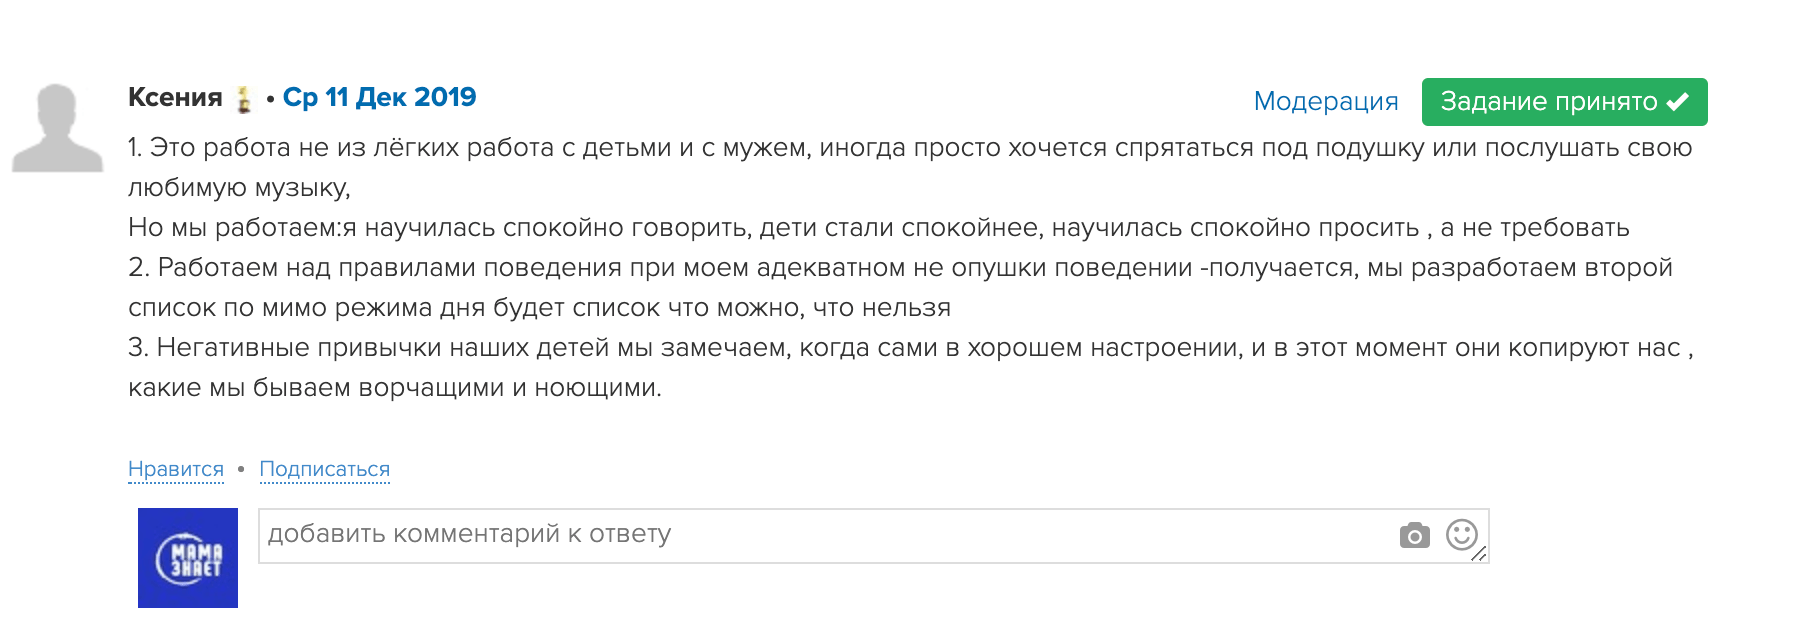 Ксения • Ср 11 Дек 2019
Модерация
Задание принято
1. Это работа не из лёгких работа с детьми и с мужем, иногда просто хочется спрятаться под подушку или послушать свою
любимую музыку,
Но мы работаем:я научилась спокойно говорить, дети стали спокойнее, научилась спокойно просить , а не требовать
2. Работаем над правилами поведения при моем адекватном не опушки поведении -получается, мы разработаем второй
список по мимо режима дня будет список что можно, что нельзя
3. Негативные привычки наших детей мы замечаем, когда сами в хорошем настроении, и в этот момент они копируют нас ,
какие мы бываем ворчащими и ноющими.
Нравится • Подписаться
МАМА
ЗНАЕТ
добавить комментарий к ответу